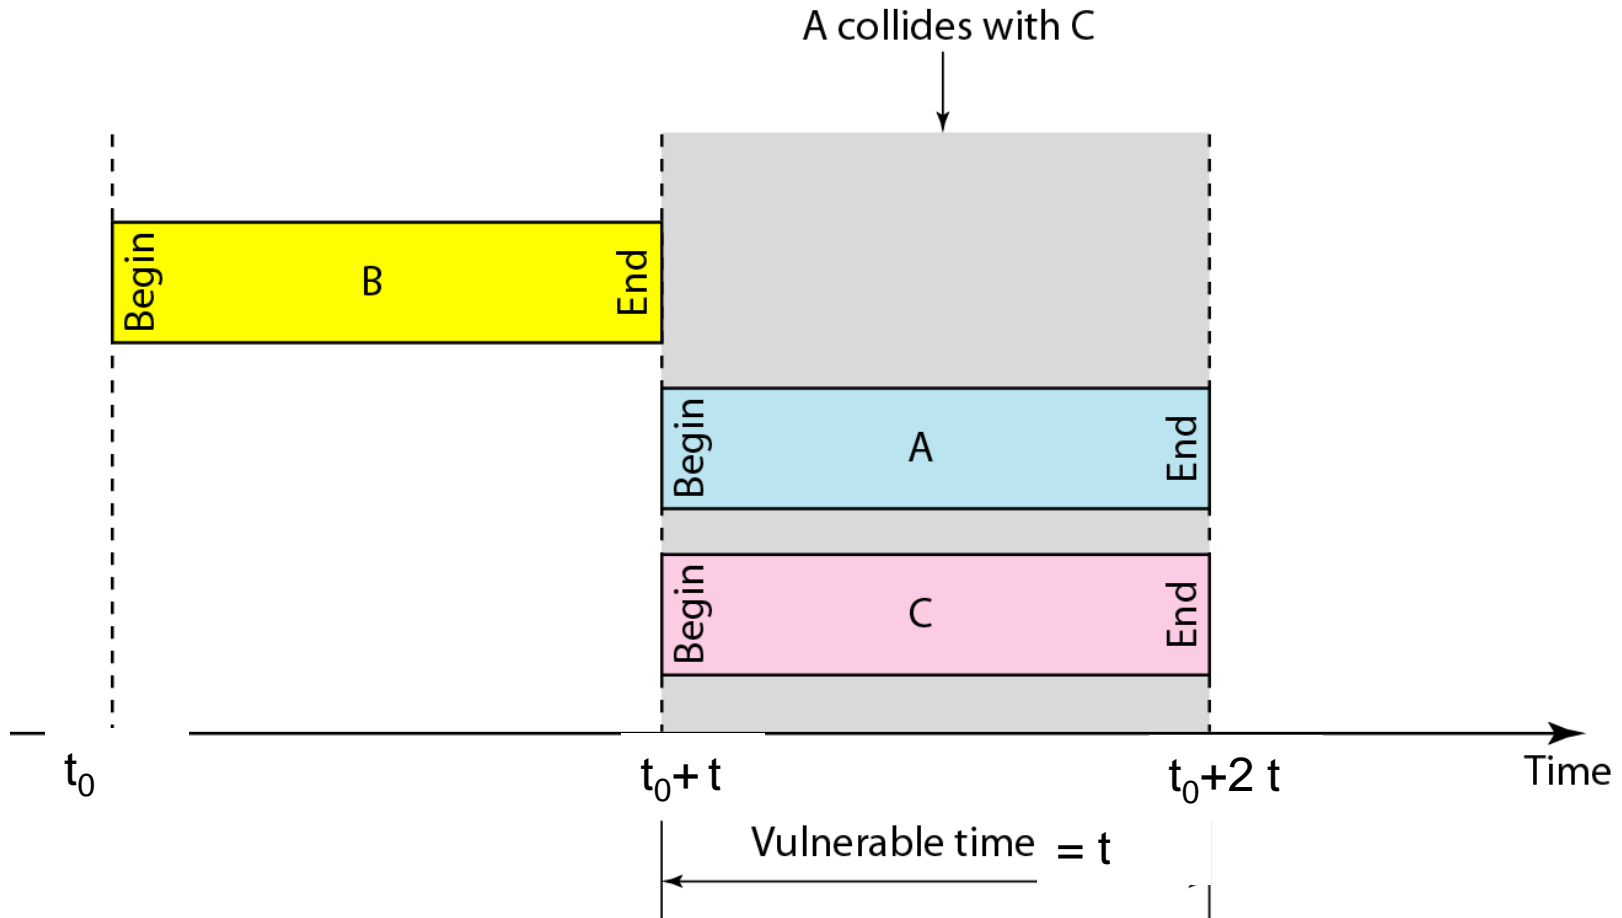 A collides with C
Begin
B
End
Begin
A
End
Begin
C
End
t₀
t₀+ t
t₀+2 t
Time
Vulnerable time = t